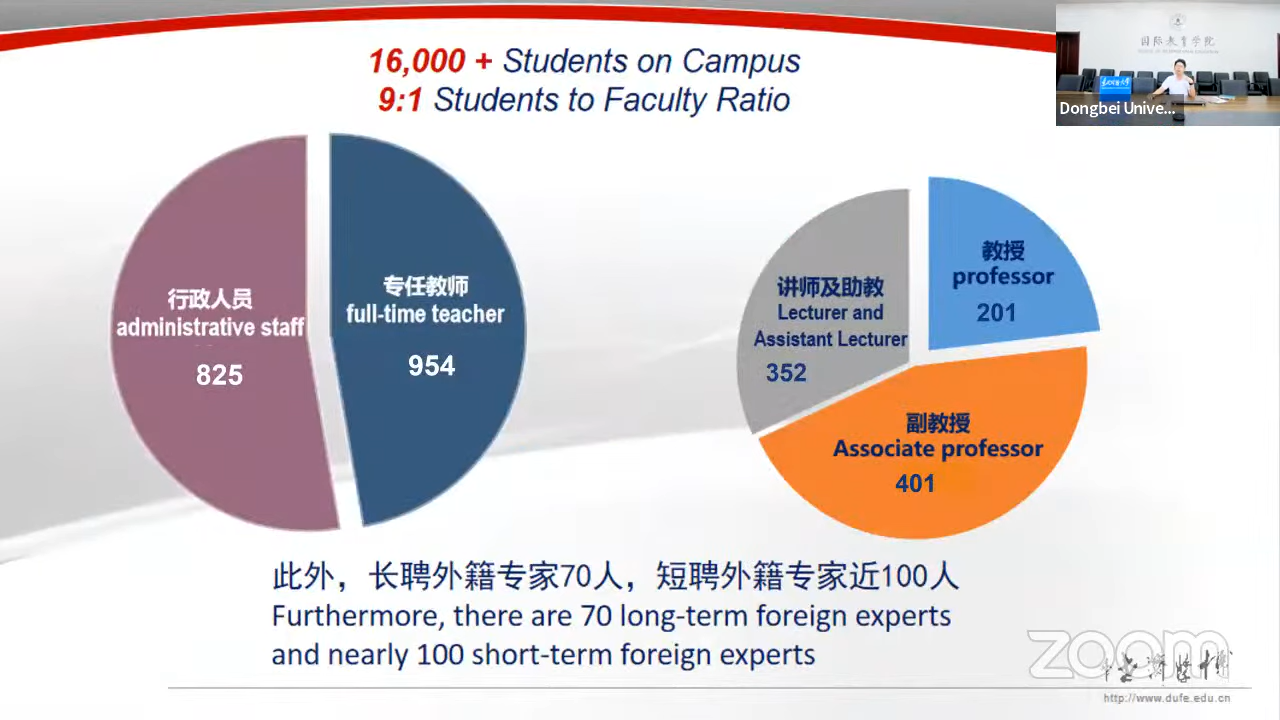 16,000 + Students on Campus
9:1 Students to Faculty Ratio
国际教育学院
Dongbei Unive...
行政人员
administrative staff
825
专任教师
full-time teacher
954
讲师及助教
Lecturer and
Assistant Lecturer
352
教授
professor
201
副教授
Associate professor
401
此外，长聘外籍专家70人，短聘外籍专家近100人
Furthermore, there are 70 long-term foreign experts
and nearly 100 short-term foreign experts
zoom
http://www.dufe.edu.cn